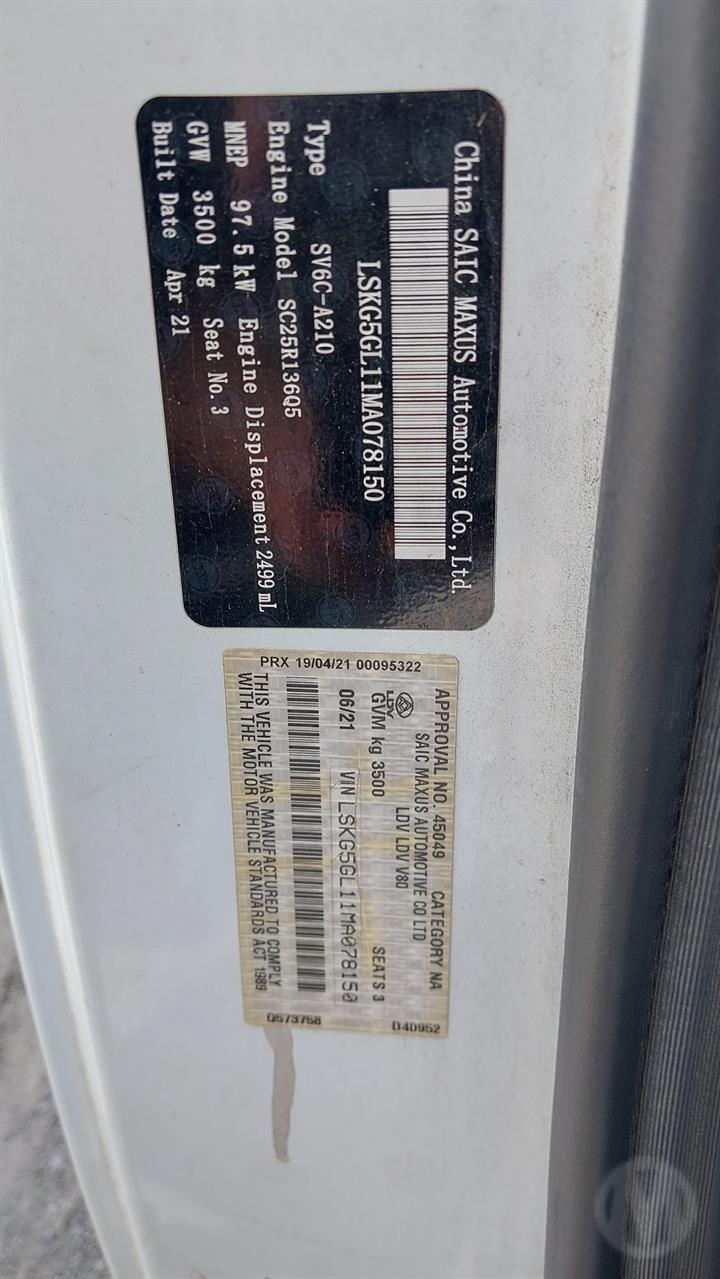 China SAIC MAXUS Automotive Co.,Ltd.
LSKG5GL11MA078150
Type SV6C-A210
Engine Model SC25R136Q5
MNEP 97.5 kW Engine Displacement 2499 mL
GVW 3500 kg Seat No.3
Built Date Apr 21
PRX 19/04/21 00095322
APPROVAL NO. 45049 CATEGORY NA
SAIC MAXUS AUTOMOTIVE CO LTD
LDV LDV V80
LDV
GVM kg 3500 SEATS 3
06/21 VIN LSKG5GL11MA078150
THIS VEHICLE WAS MANUFACTURED TO COMPLY
WITH THE MOTOR VEHICLE STANDARDS ACT 1989
D40952